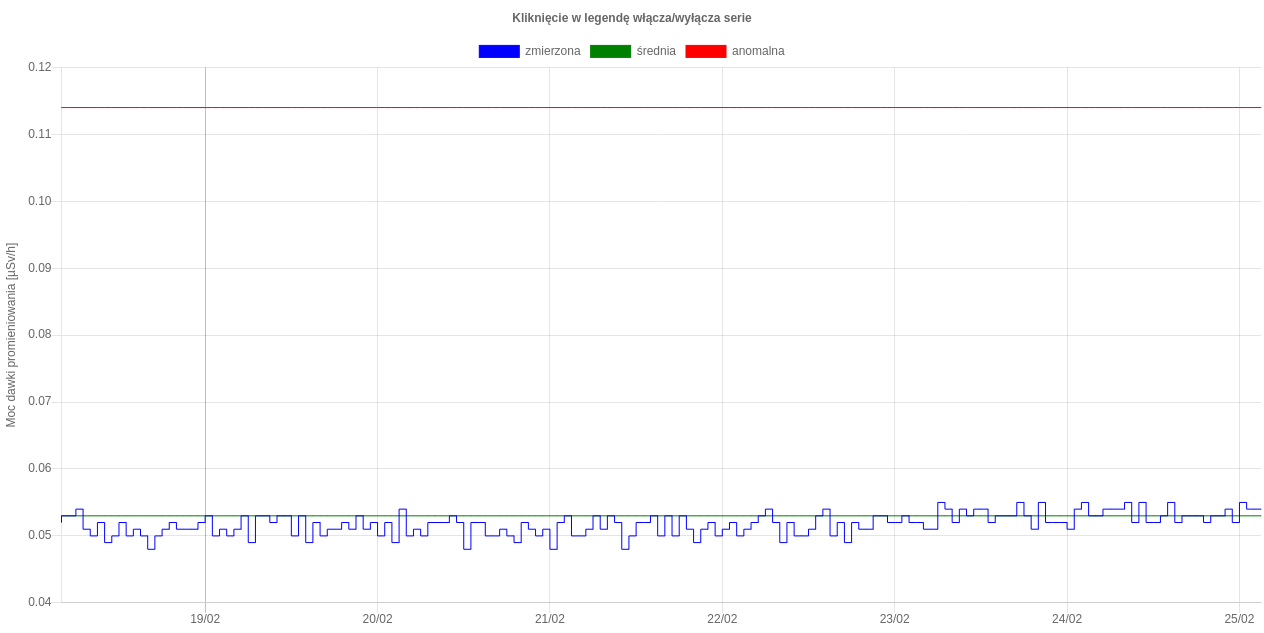 Kliknięcie w legendę włącza/wyłącza serie
zmierzona średnia anomalna
Moc dawki promieniowania [µSv/h]
0.12
0.11
0.10
0.09
0.08
0.07
0.06
0.05
0.04
19/02 20/02 21/02 22/02 23/02 24/02 25/02